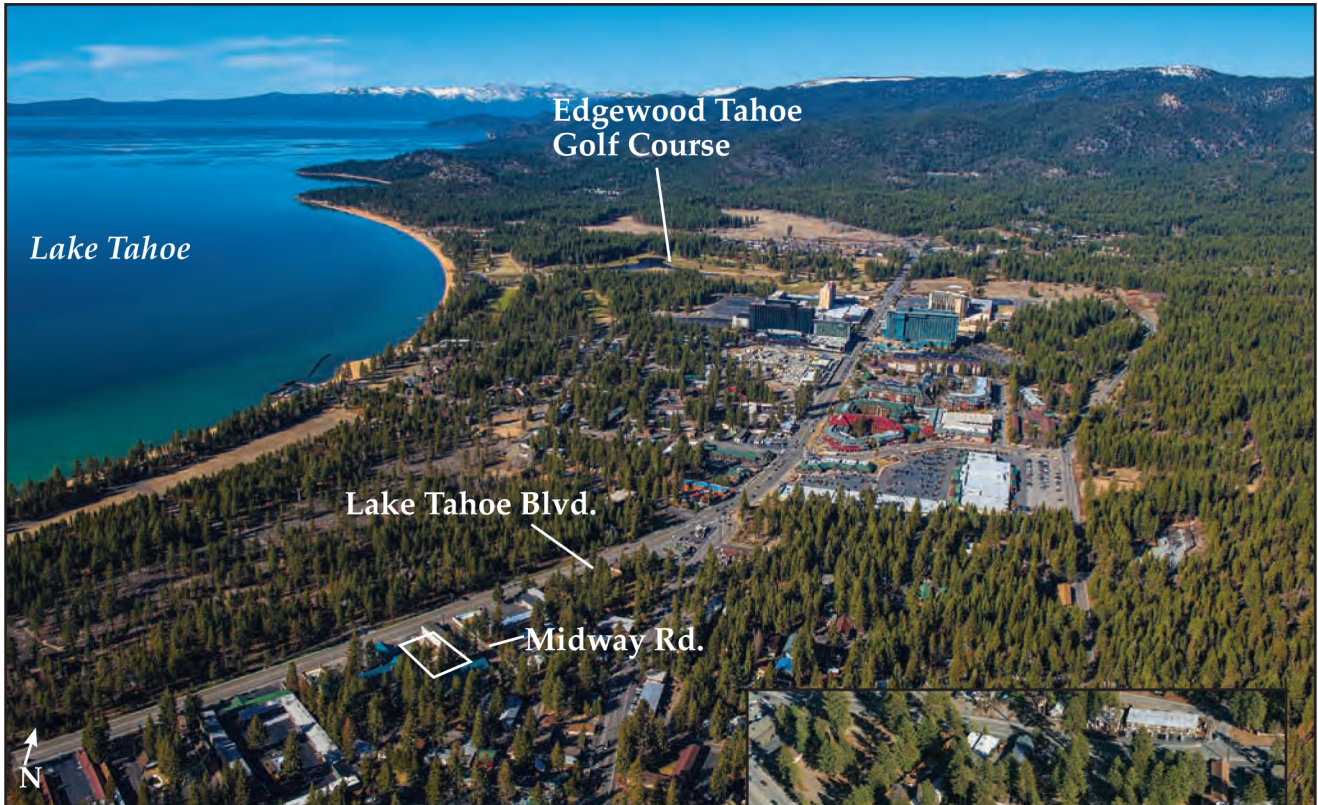 Edgewood Tahoe
Golf Course
Lake Tahoe
Lake Tahoe Blvd.
Midway Rd.
N